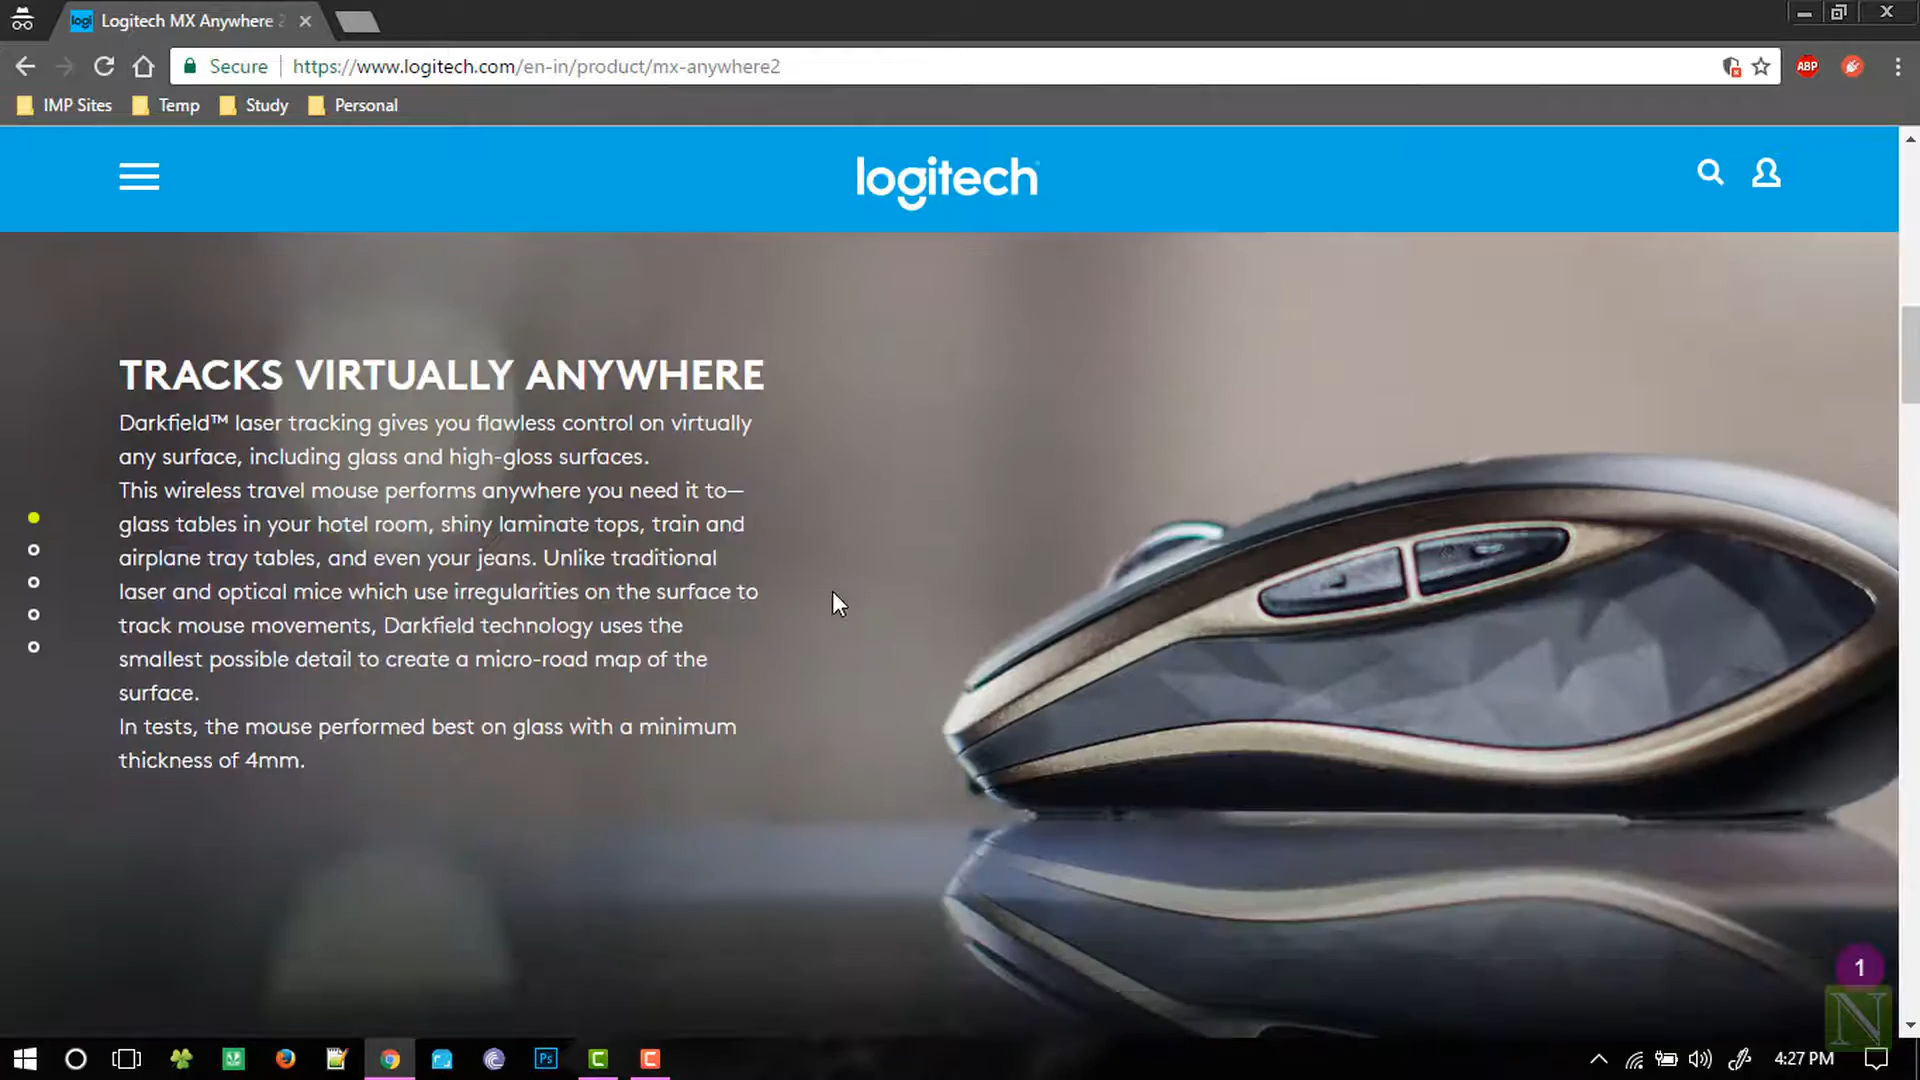 Logitech MX Anywhere 2
Secure
https://www.logitech.com/en-in/product/mx-anywhere2
ABP
IMP Sites
Temp
Study
Personal
logitech
TRACKS VIRTUALLY ANYWHERE
Darkfield™ laser tracking gives you flawless control on virtually
any surface, including glass and high-gloss surfaces.
This wireless travel mouse performs anywhere you need it to—
glass tables in your hotel room, shiny laminate tops, train and
airplane tray tables, and even your jeans. Unlike traditional
laser and optical mice which use irregularities on the surface to
track mouse movements, Darkfield technology uses the
smallest possible detail to create a micro-road map of the
surface.
In tests, the mouse performed best on glass with a minimum
thickness of 4mm.
1
N
Ps
4:27 PM